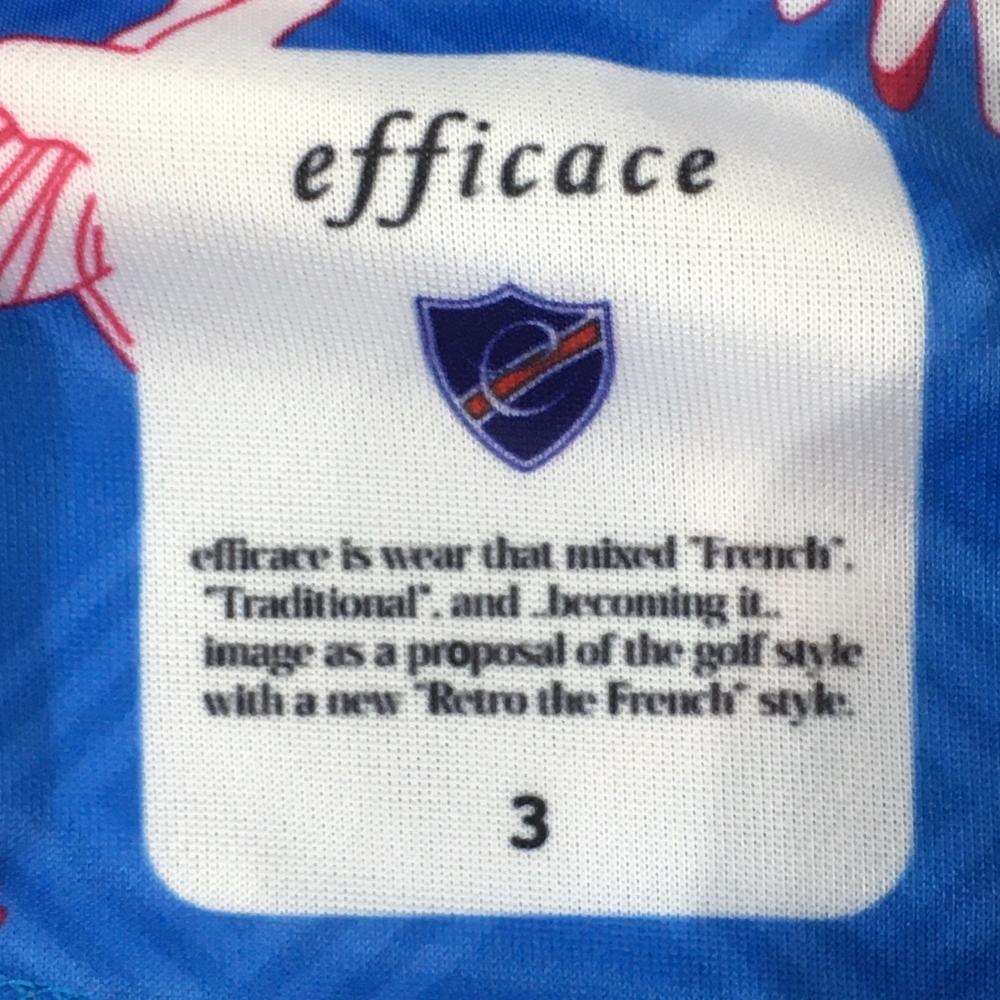 efficace
efficace is wear that mixed "French".
"Traditional". and ..becoming it..
image as a proposal of the golf style
with a new "Retro the French" style.
3